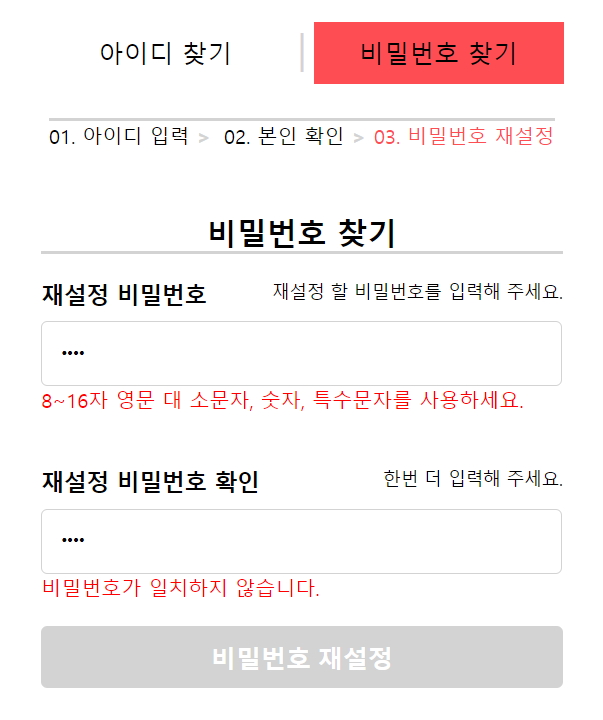 아이디 찾기 | 비밀번호 찾기
01. 아이디 입력 > 02. 본인 확인 > 03. 비밀번호 재설정
비밀번호 찾기
재설정 비밀번호 재설정 할 비밀번호를 입력해 주세요.
••••
8~16자 영문 대 소문자, 숫자, 특수문자를 사용하세요.
재설정 비밀번호 확인 한번 더 입력해 주세요.
••••
비밀번호가 일치하지 않습니다.
비밀번호 재설정